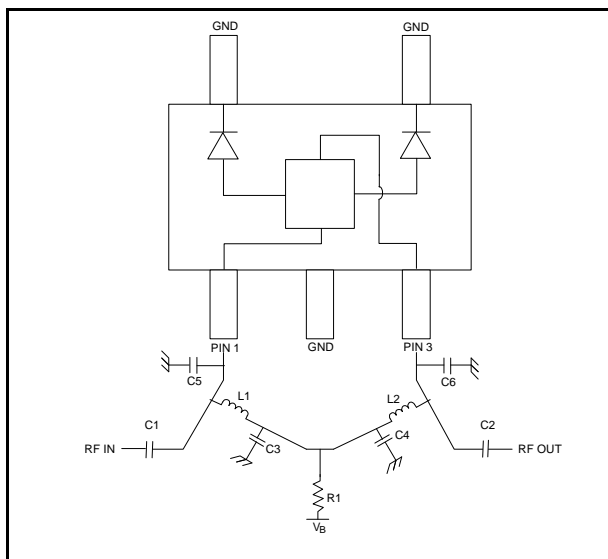 GND GND
PIN 1 GND PIN 3
C5 C6
L1 L2
C1 C3 C4 C2
RF IN RF OUT
R1
VB